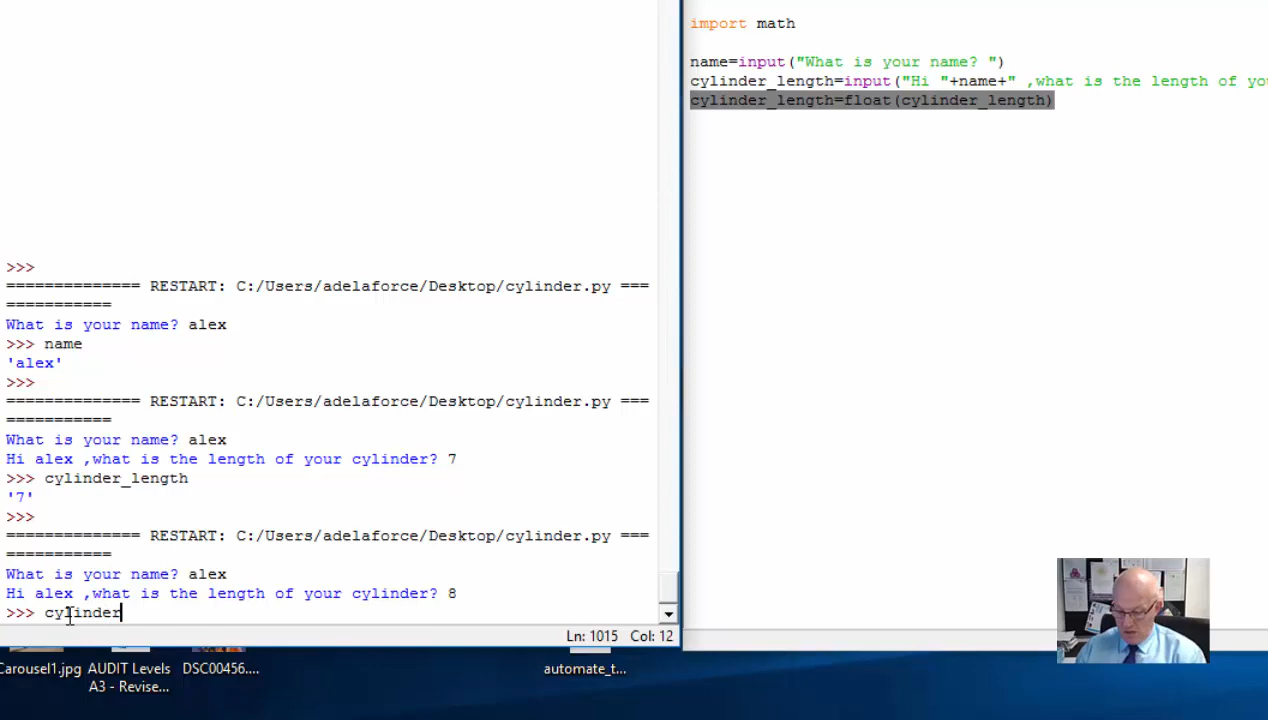 import math
name=input("What is your name? ")
cylinder_length=input("Hi "+name+" ,what is the length of yo
cylinder_length=float(cylinder_length)
>>>
============== RESTART: C:/Users/adelaforce/Desktop/cylinder.py ===
===========
What is your name? alex
>>> name
'alex'
>>>
============== RESTART: C:/Users/adelaforce/Desktop/cylinder.py ===
===========
What is your name? alex
Hi alex ,what is the length of your cylinder? 7
>>> cylinder_length
'7'
>>>
============== RESTART: C:/Users/adelaforce/Desktop/cylinder.py ===
===========
What is your name? alex
Hi alex ,what is the length of your cylinder? 8
>>> cylinder
Ln: 1015 Col: 12
Carousel1.jpg AUDIT Levels DSC00456.... automate_t...
A3 - Revise...